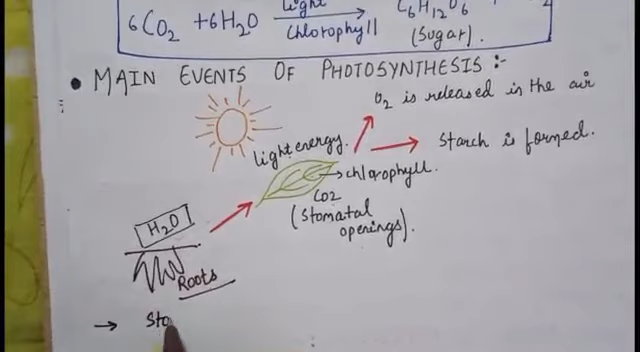 6CO2 + 6H2O light C6H12O6
chlorophyll (Sugar).
• MAIN EVENTS OF PHOTOSYNTHESIS :-
O2 is released in the air
light energy. starch is formed.
chlorophyll.
CO2
(stomatal
openings).
H2O
Roots
→ Sto